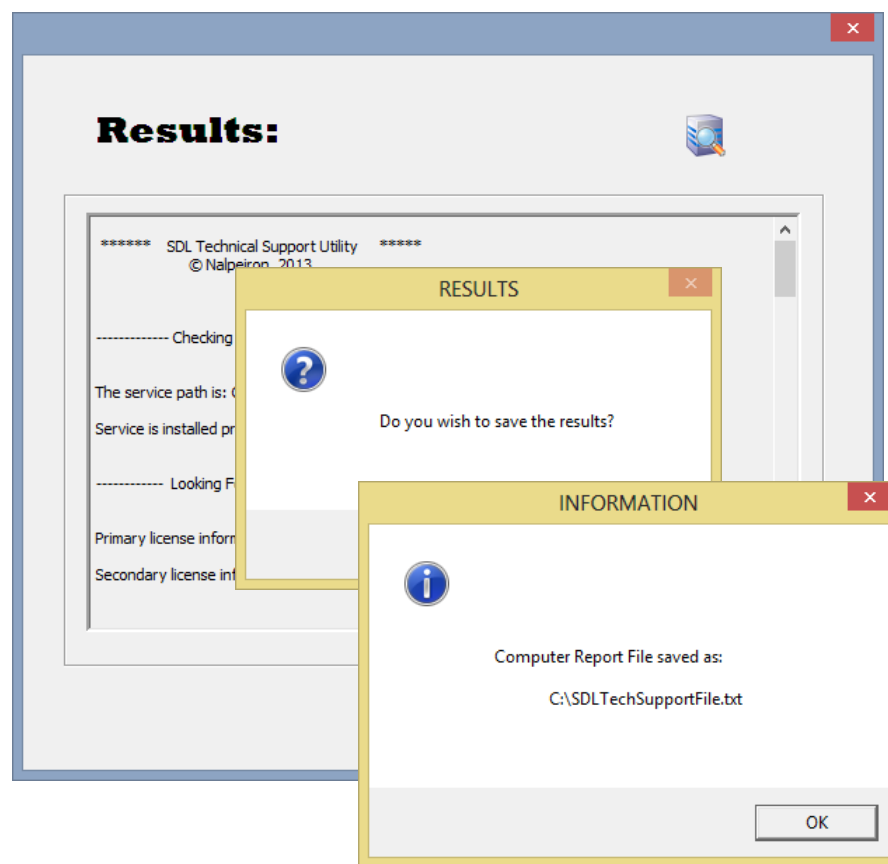 Results:
****** SDL Technical Support Utility *****
© Nalpeiron, 2013
------------- Checking
The service path is:
Service is installed
------------ Looking
Primary license
Secondary license
RESULTS
Do you wish to save the results?
INFORMATION
Computer Report File saved as:
C:\SDLTechSupportFile.txt
OK